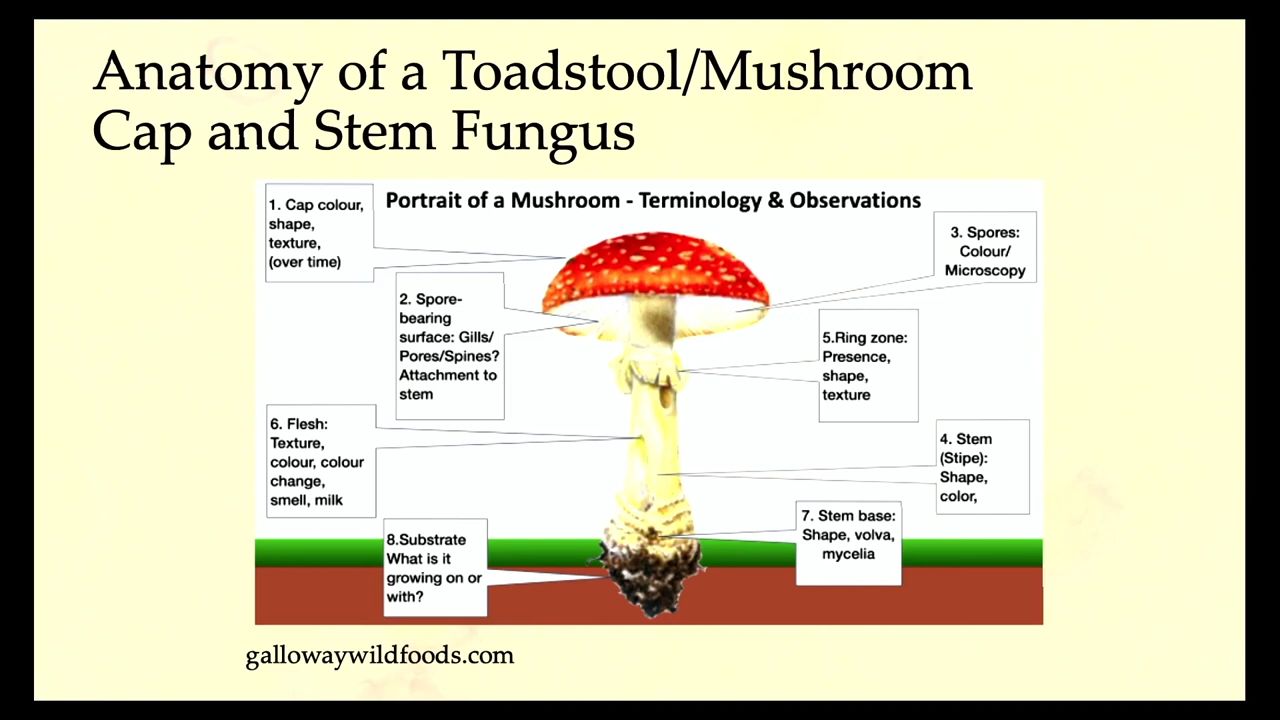 Anatomy of a Toadstool/Mushroom
Cap and Stem Fungus
Portrait of a Mushroom - Terminology & Observations
1. Cap colour,
shape,
texture,
(over time)
2. Spore-
bearing
surface: Gills/
Pores/Spines?
Attachment to
stem
3. Spores:
Colour/
Microscopy
5.Ring zone:
Presence,
shape,
texture
6. Flesh:
Texture,
colour, colour
change,
smell, milk
4. Stem
(Stipe):
Shape,
color,
7. Stem base:
Shape, volva,
mycelia
8.Substrate
What is it
growing on or
with?
gallowaywildfoods.com